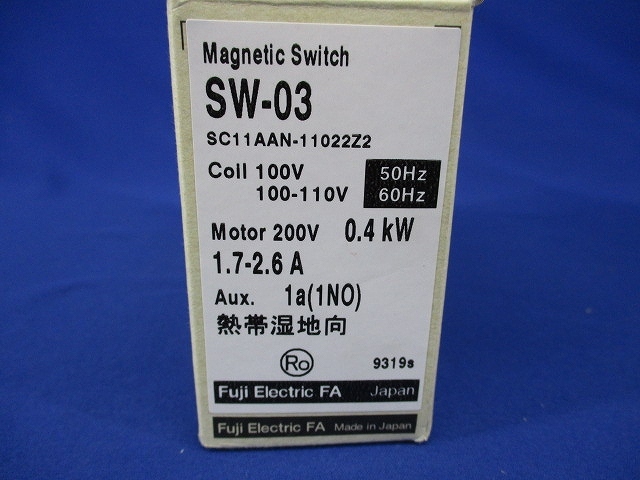 Magnetic Switch
SW-03
SC11AAN-11022Z2
Coil 100V 50Hz
100-110V 60Hz
Motor 200V 0.4 kW
1.7-2.6 A
Aux. 1a(1NO)
熱帯湿地向
Ro 9319s
Fuji Electric FA Japan
Fuji Electric FA Made in Japan